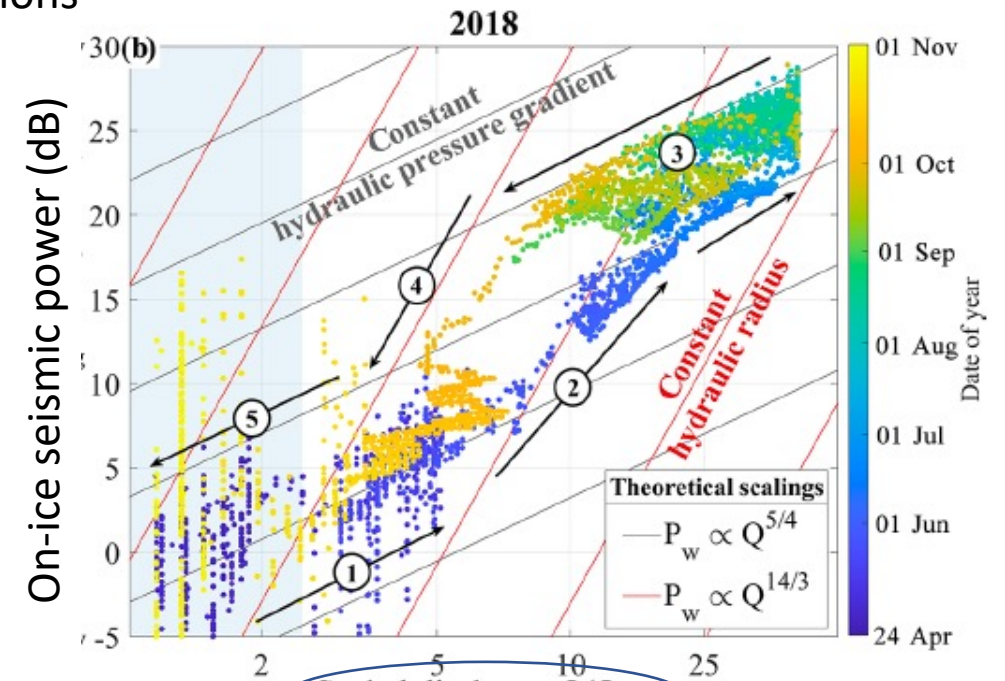 2018
30(b)
25
20
15
10
5
0
-5
On-ice seismic power (dB)
Constant
hydraulic pressure gradient
Constant
hydraulic radius
1
2
3
4
5
Theoretical scalings
P_w ∝ Q^5/4
P_w ∝ Q^14/3
2
5
10
25
01 Nov
01 Oct
01 Sep
01 Aug
01 Jul
01 Jun
24 Apr
Date of year